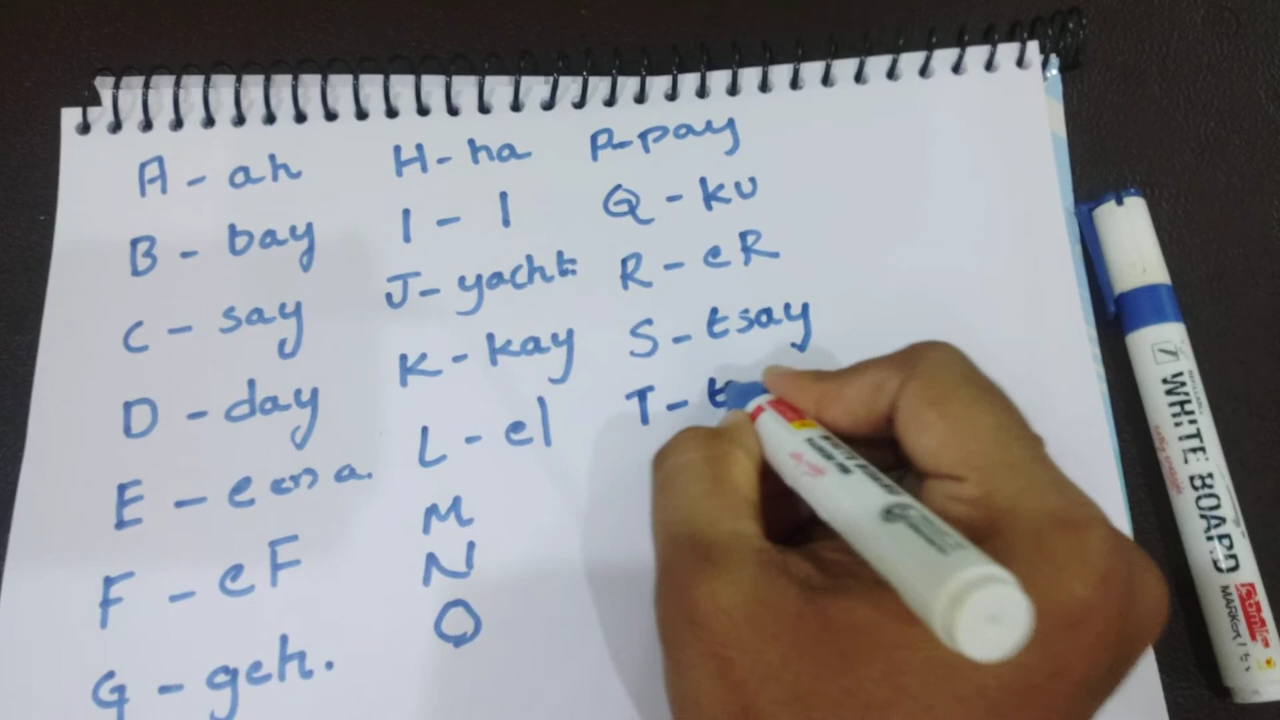 A - ah
B - bay
C - say
D - day
E -
F - eF
G - geh.
H - ha
I - I
J - yacht
K - kay
L - el
M
N
O
P - pay
Q - ku
R - eR
S - tsay
T - t
WHITE BOARD
MARKER